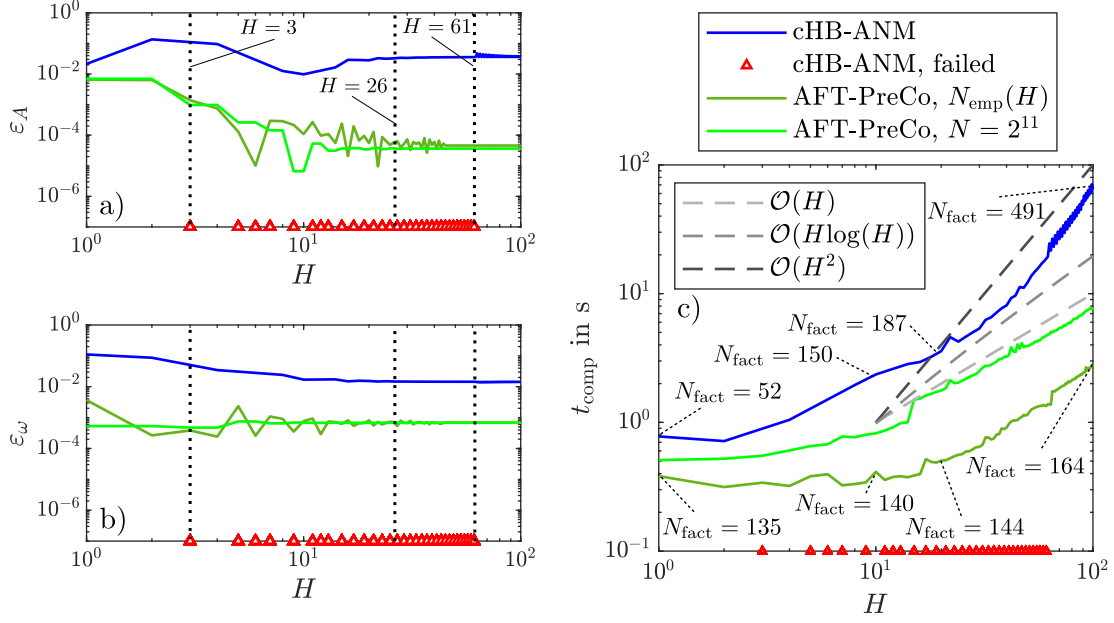 10^0
10^-2
10^-4
10^-6
ε_A
H = 3
H = 61
H = 26
a)
10^0
10^1
10^2
H
10^0
10^-2
10^-4
10^-6
ε_ω
b)
10^0
10^1
10^2
H
cHB-ANM
cHB-ANM, failed
AFT-PreCo, N_emp(H)
AFT-PreCo, N = 2^11
10^2
10^1
10^0
10^-1
t_comp in s
O(H)
O(Hlog(H))
O(H^2)
c)
N_fact = 491
N_fact = 187
N_fact = 150
N_fact = 52
N_fact = 164
N_fact = 140
N_fact = 135
N_fact = 144
10^0
10^1
10^2
H